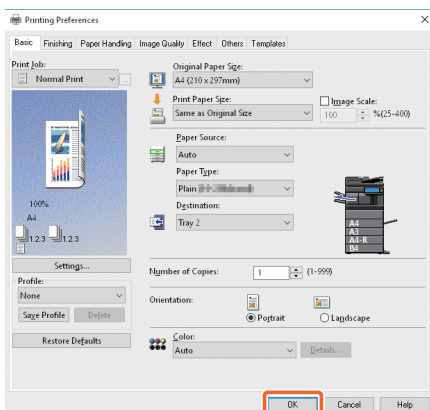 Printing Preferences
Basic Finishing Paper Handling Image Quality Effect Others Templates
Print Job:
Normal Print
...
100%
A4
1.2.3 1.2.3
Settings...
Profile:
None
Save Profile Delete
Restore Defaults
Original Paper Size:
A4 (210 x 297mm)
Print Paper Size:
Same as Original Size
Image Scale:
100 %(25-400)
Paper Source:
Auto
Paper Type:
Plain
Destination:
Tray 2
A4
A3
A4-R
B4
Number of Copies: 1 (1-999)
Orientation:
Portrait Landscape
Color:
Auto Details...
OK Cancel Help